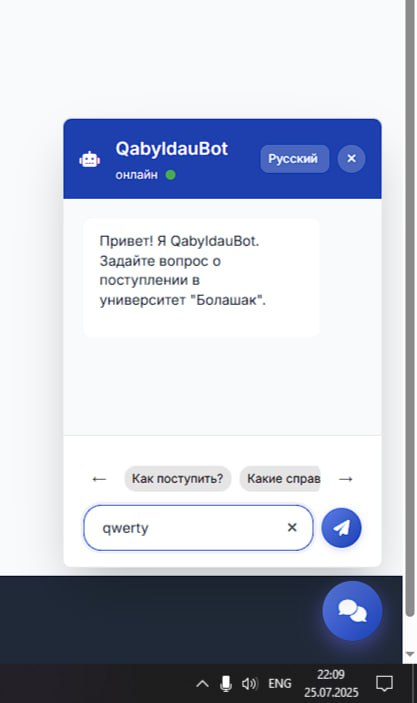 QabyldauBot
онлайн
Русский
Привет! Я QabyldauBot.
Задайте вопрос о
поступлении в
университет "Болашак".
Как поступить?
Какие справ
qwerty
ENG
22:09
25.07.2025